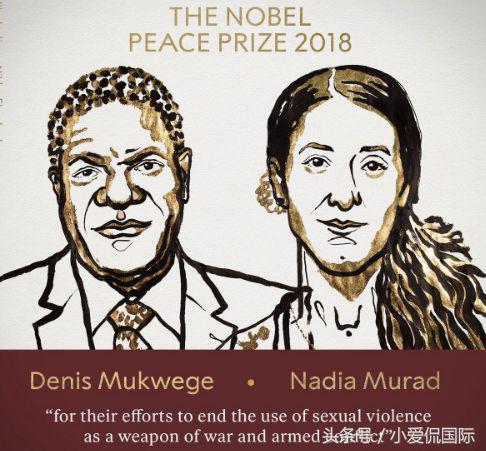 THE NOBEL
PEACE PRIZE 2018
Denis Mukwege • Nadia Murad
“for their efforts to end the use of sexual violence
as a weapon of war and armed conflict”
头条号/小爱侃国际